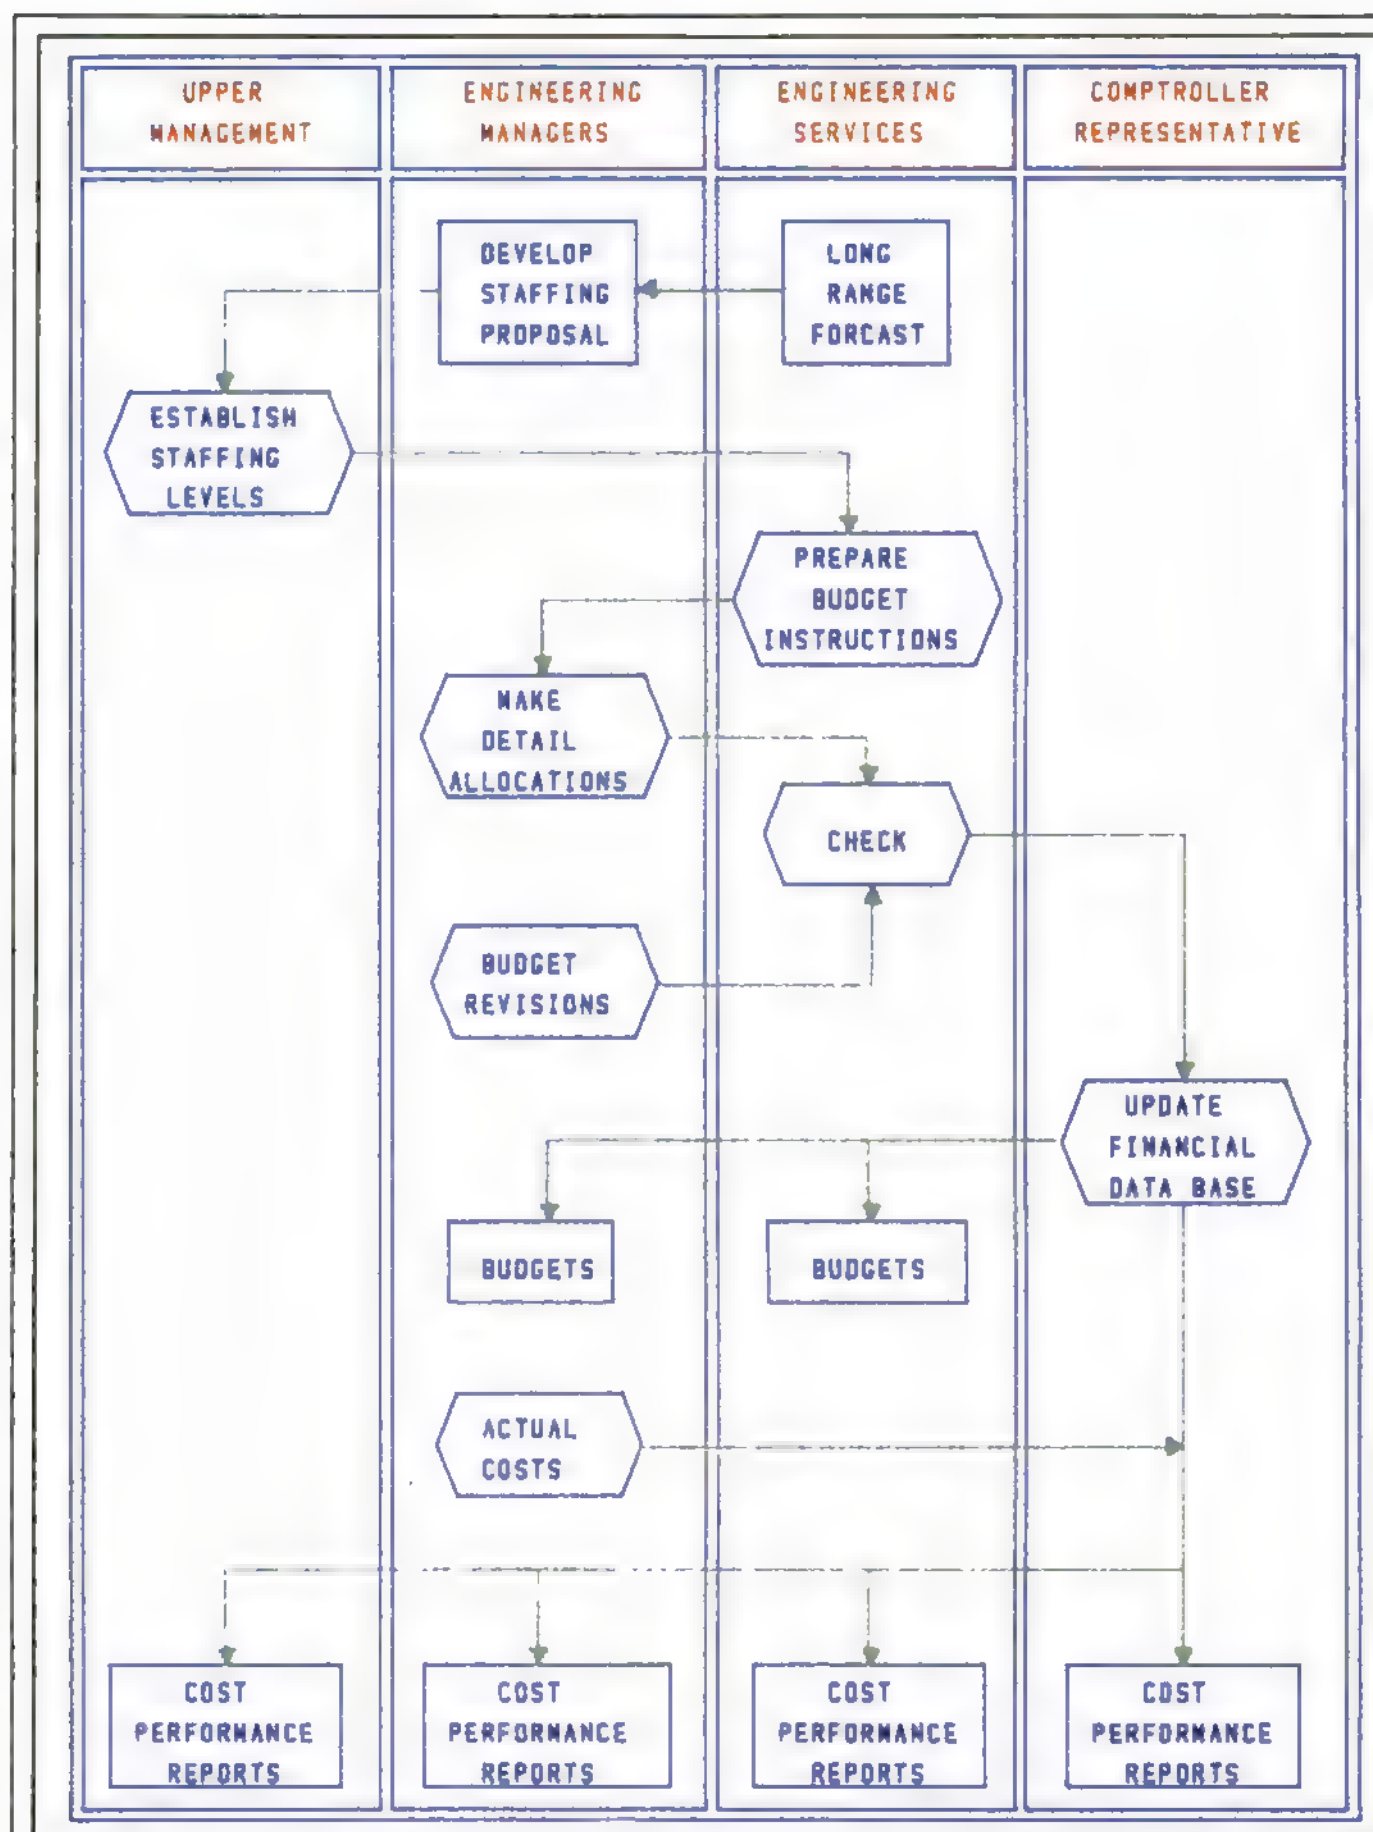 UPPER
MANAGEMENT
ENGINEERING
MANAGERS
ENGINEERING
SERVICES
COMPTROLLER
REPRESENTATIVE
DEVELOP
STAFFING
PROPOSAL
LONG
RANGE
FORCAST
ESTABLISH
STAFFING
LEVELS
PREPARE
BUDGET
INSTRUCTIONS
MAKE
DETAIL
ALLOCATIONS
CHECK
BUDGET
REVISIONS
UPDATE
FINANCIAL
DATA BASE
BUDGETS
BUDGETS
ACTUAL
COSTS
COST
PERFORMANCE
REPORTS
COST
PERFORMANCE
REPORTS
COST
PERFORMANCE
REPORTS
COST
PERFORMANCE
REPORTS